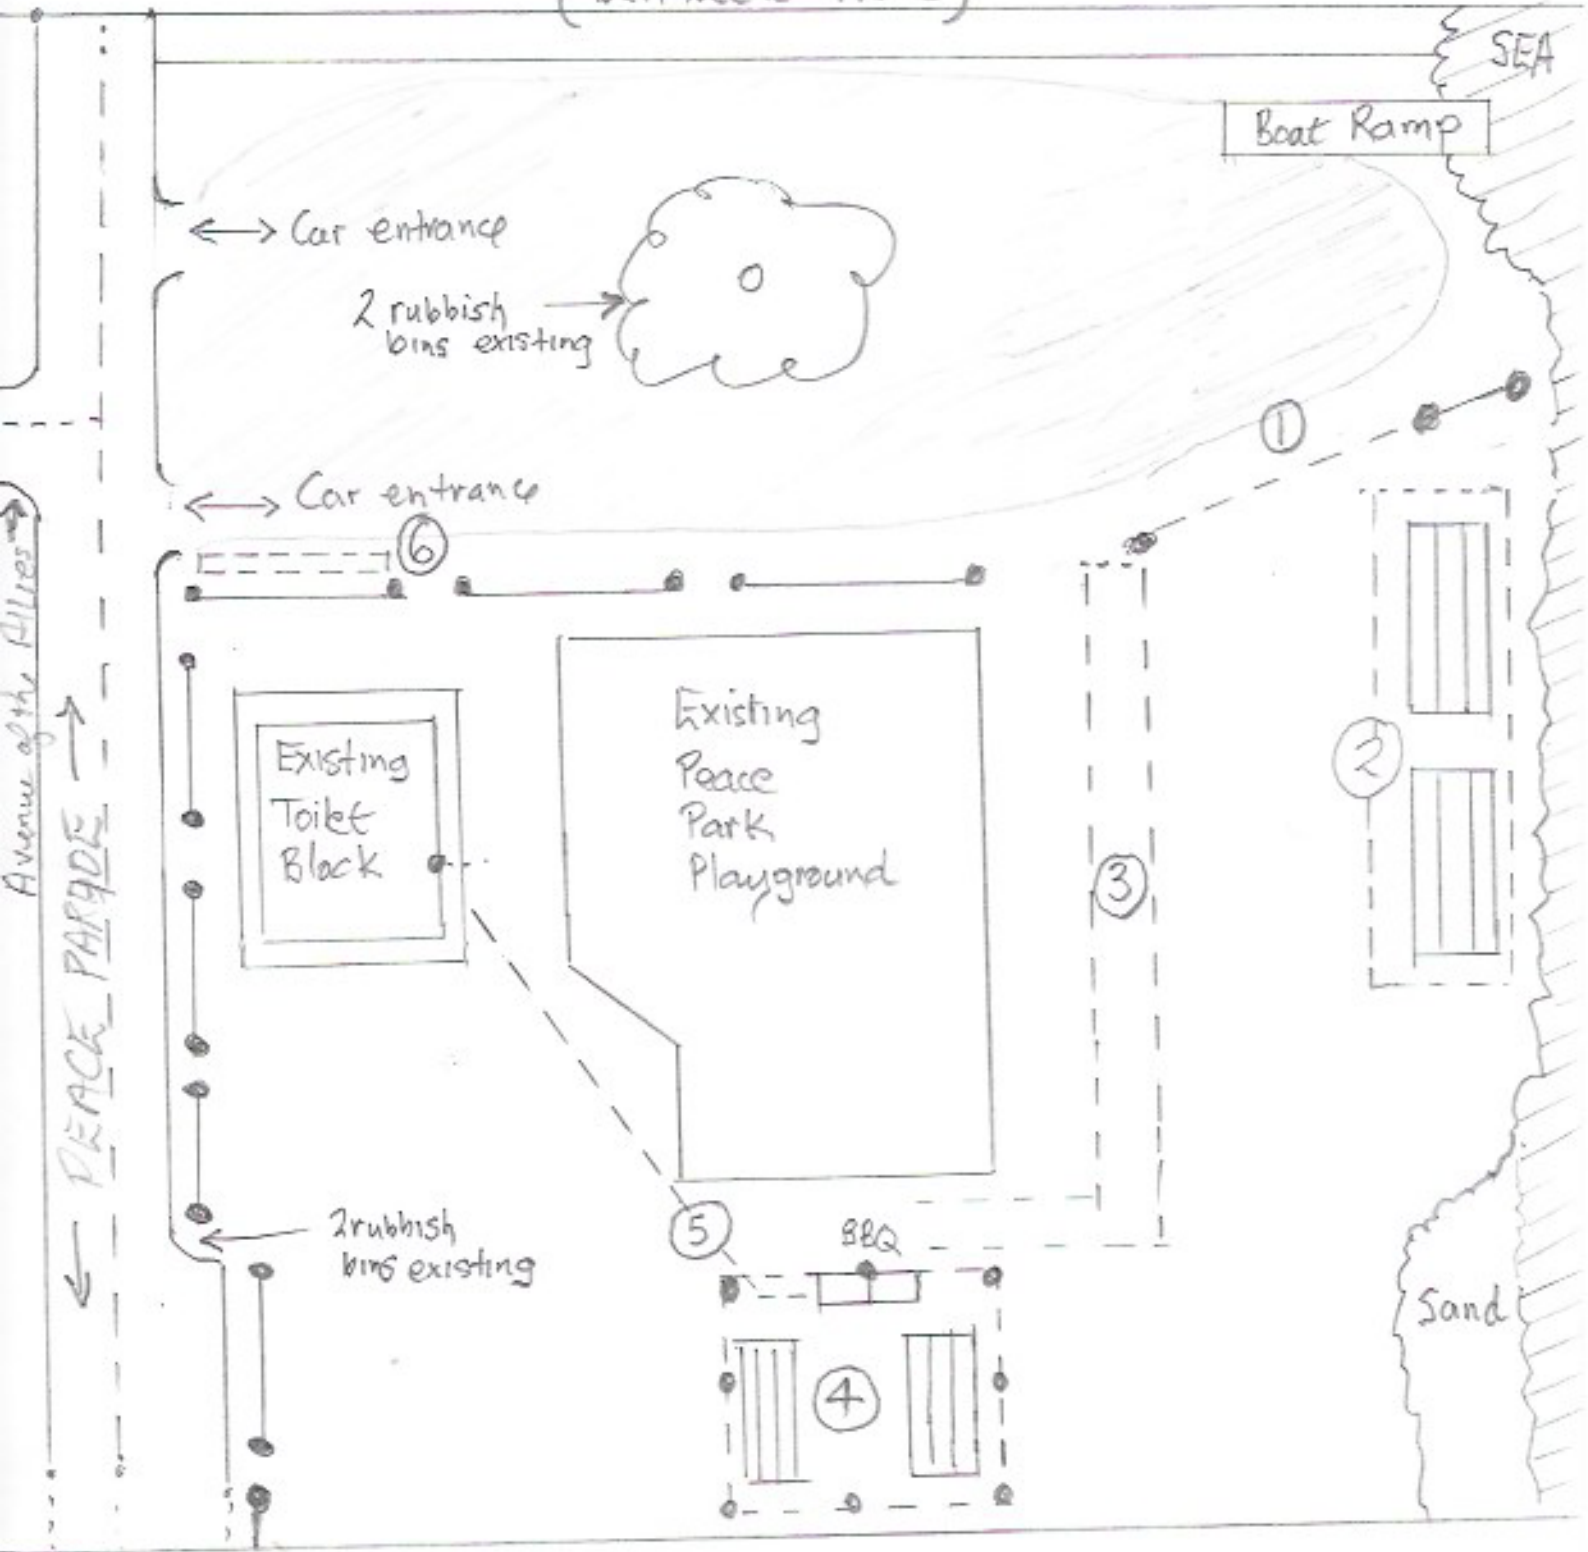 SEA
Boat Ramp
Car entrance
2 rubbish
bins existing
1
Car entrance
6
Avenue of the Allies
Existing
Peace
Park
Playground
Existing
Toilet
Block
2
3
PEACE PARADE
5
BBQ
2 rubbish
bins existing
Sand
4